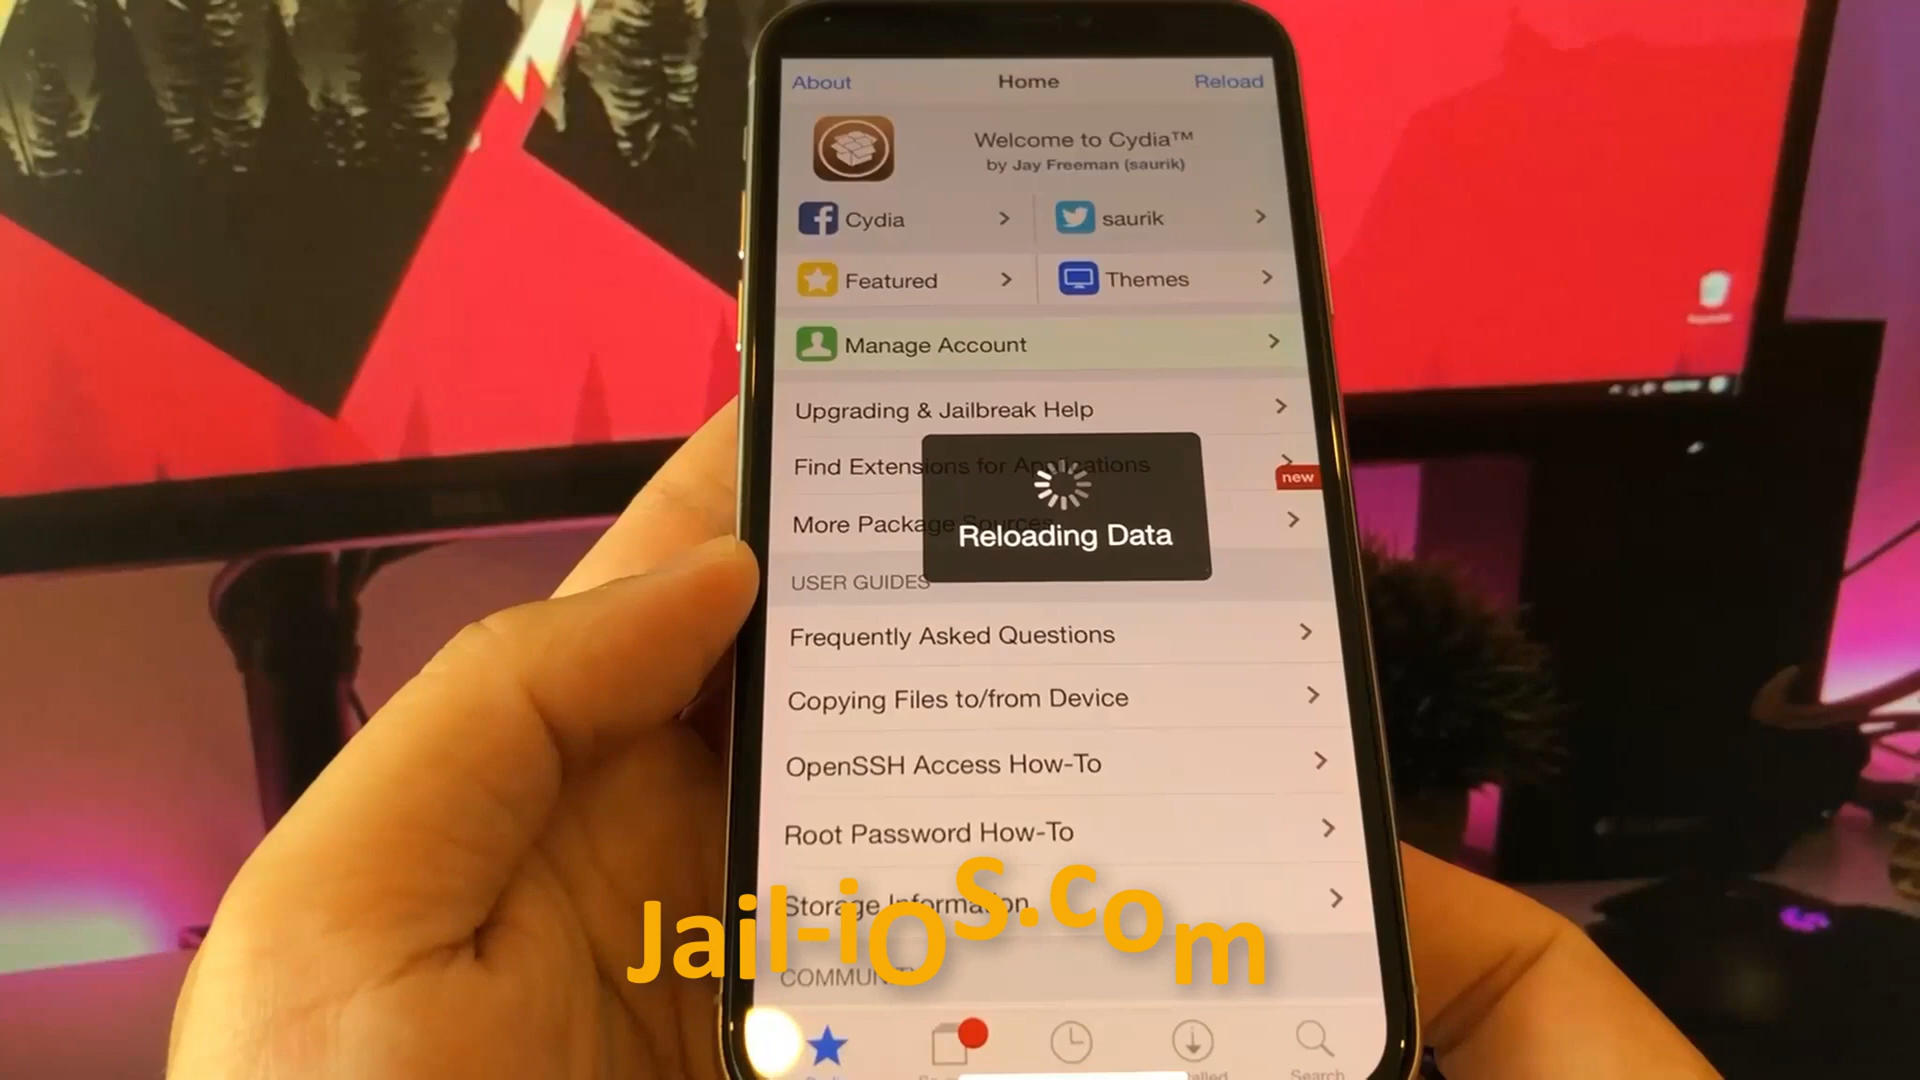 About Home Reload
Welcome to Cydia™
by Jay Freeman (saurik)
Cydia
saurik
Featured
Themes
Manage Account
Upgrading & Jailbreak Help
Find Extensions for Applications
new
More Package Sources
Reloading Data
USER GUIDES
Frequently Asked Questions
Copying Files to/from Device
OpenSSH Access How-To
Root Password How-To
Storage Information
Jail-iOS.com
Search